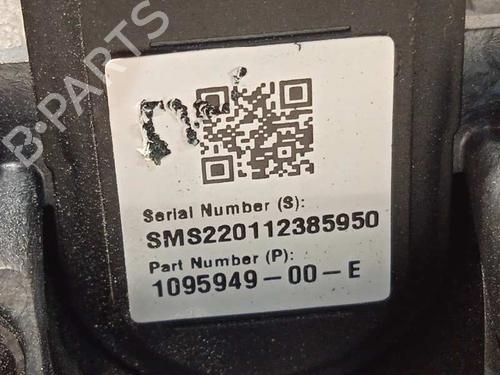 B-PARTS
Serial Number (S):
SMS220112385950
Part Number (P):
1095949-00-E